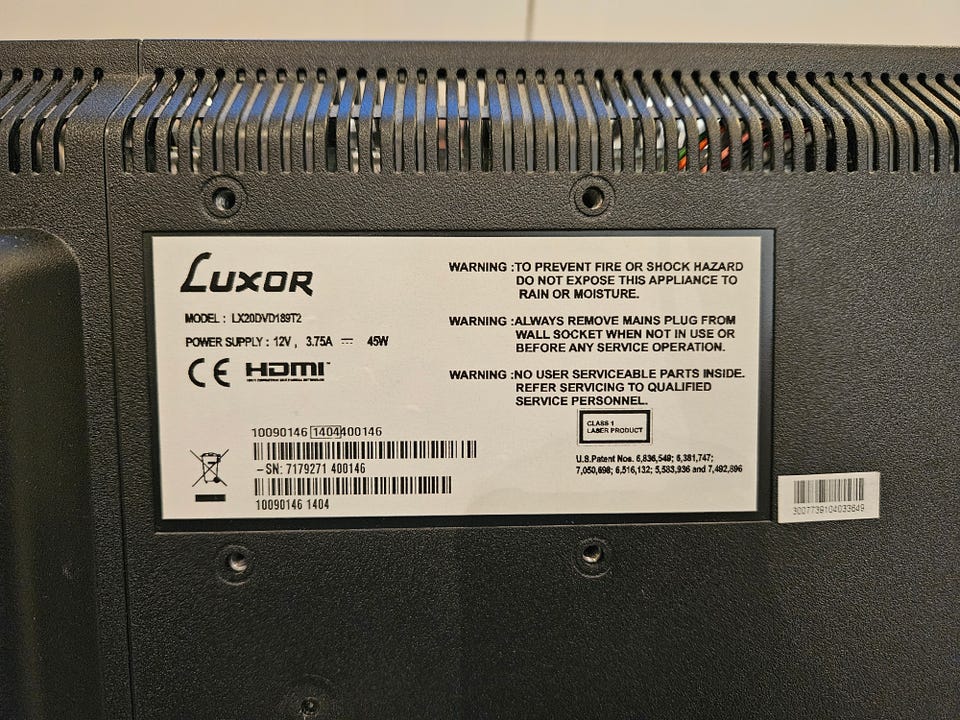 LUXOR
MODEL : LX20DVD189T2
POWER SUPPLY : 12V , 3.75A ⎓ 45W
CE HDMI™
10090146 1404400146
-SN: 7179271 400146
10090146 1404
WARNING :TO PREVENT FIRE OR SHOCK HAZARD
DO NOT EXPOSE THIS APPLIANCE TO
RAIN OR MOISTURE.
WARNING :ALWAYS REMOVE MAINS PLUG FROM
WALL SOCKET WHEN NOT IN USE OR
BEFORE ANY SERVICE OPERATION.
WARNING :NO USER SERVICEABLE PARTS INSIDE.
REFER SERVICING TO QUALIFIED
SERVICE PERSONNEL.
CLASS 1
LASER PRODUCT
U.S.Patent Nos. 6,836,549; 6,381,747;
7,050,698; 6,516,132; 5,583,936 and 7,492,896
3007739104033649